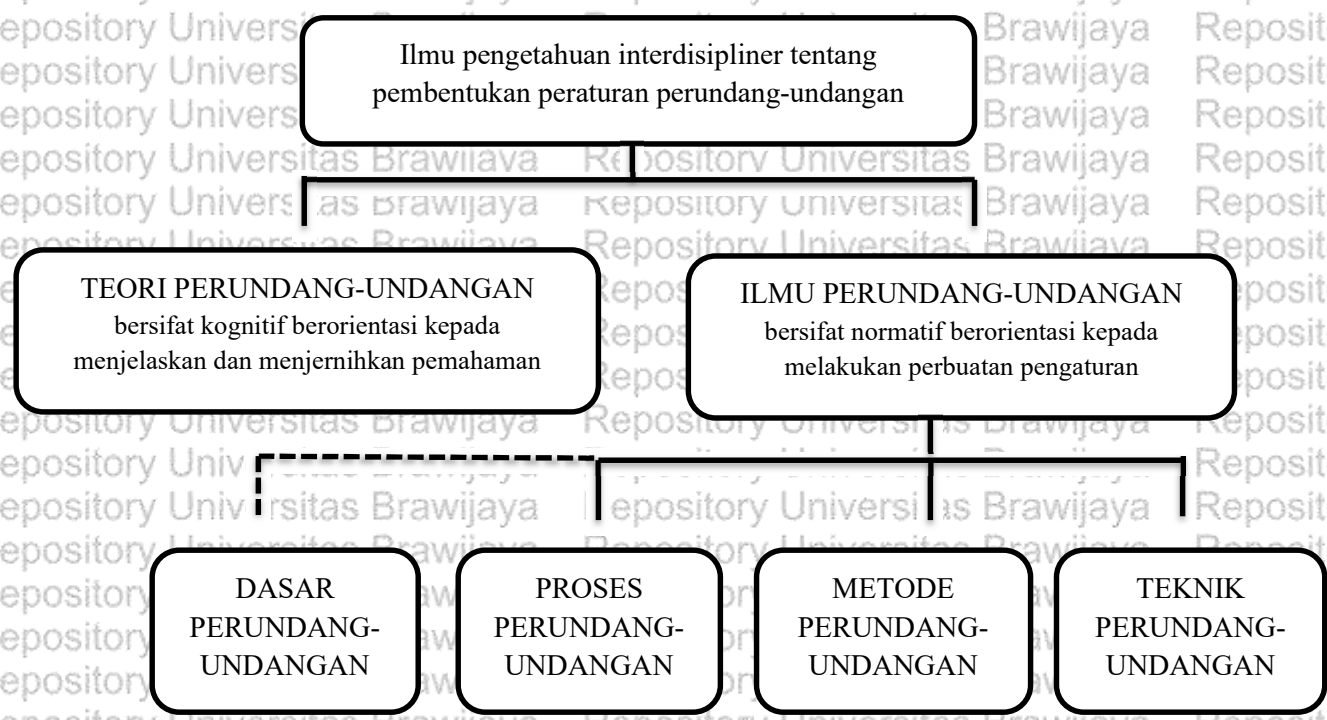 Ilmu pengetahuan interdisipliner tentang
pembentukan peraturan perundang-undangan
TEORI PERUNDANG-UNDANGAN
bersifat kognitif berorientasi kepada
menjelaskan dan menjernihkan pemahaman
ILMU PERUNDANG-UNDANGAN
bersifat normatif berorientasi kepada
melakukan perbuatan pengaturan
DASAR
PERUNDANG-
UNDANGAN
PROSES
PERUNDANG-
UNDANGAN
METODE
PERUNDANG-
UNDANGAN
TEKNIK
PERUNDANG-
UNDANGAN